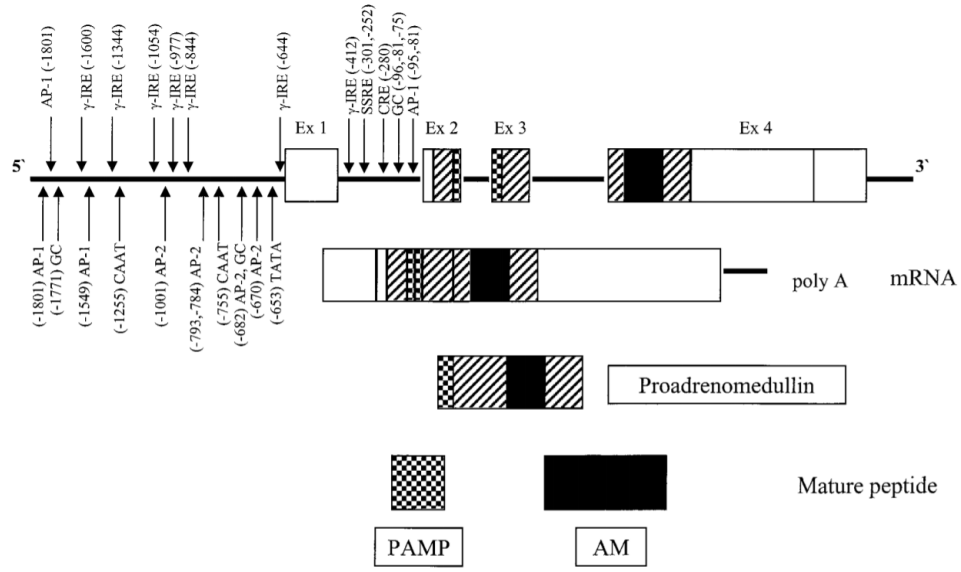 AP-1 (-1801)
γ-IRE (-1600)
γ-IRE (-1344)
γ-IRE (-1054)
γ-IRE (-977)
γ-IRE (-844)
γ-IRE (-644)
γ-IRE (-412)
SSRE (-301,-252)
CRE (-280)
GC (-96,-81,-75)
AP-1 (-95,-81)
Ex 1
Ex 2
Ex 3
Ex 4
5`
3`
(-1801) AP-1
(-1771) GC
(-1549) AP-1
(-1255) CAAT
(-1001) AP-2
(-793,-784) AP-2
(-755) CAAT
(-682) AP-2, GC
(-670) AP-2
(-653) TATA
poly A
mRNA
Proadrenomedullin
Mature peptide
PAMP
AM